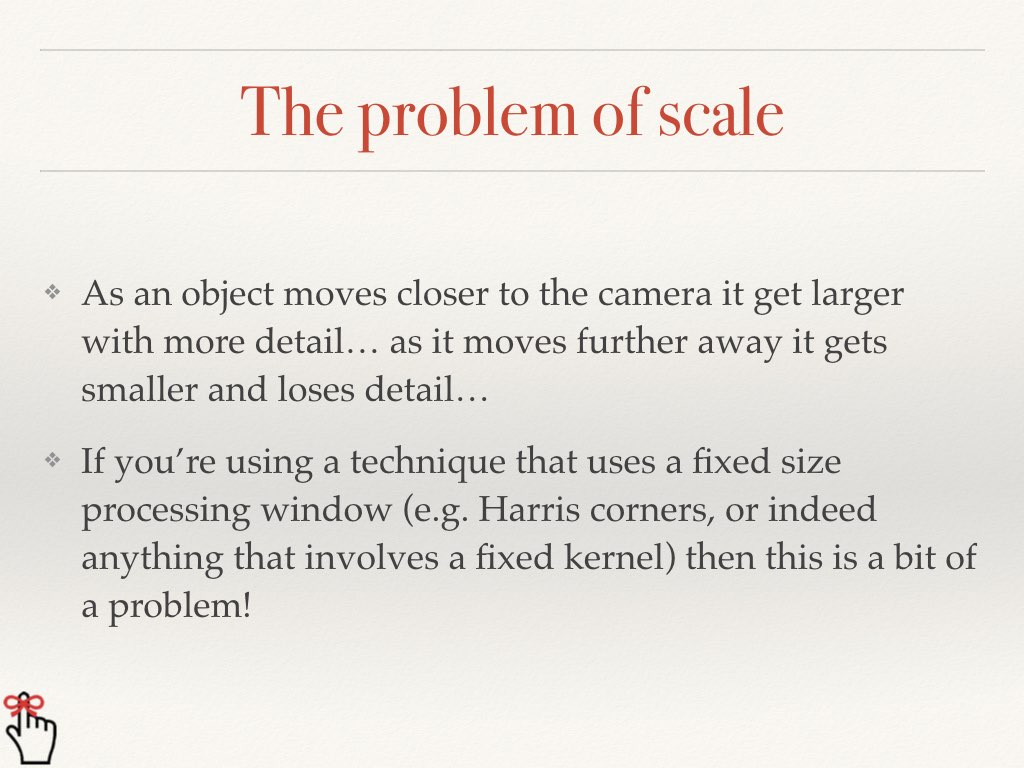 The problem of scale
As an object moves closer to the camera it get larger
with more detail… as it moves further away it gets
smaller and loses detail…
If you’re using a technique that uses a fixed size
processing window (e.g. Harris corners, or indeed
anything that involves a fixed kernel) then this is a bit of
a problem!